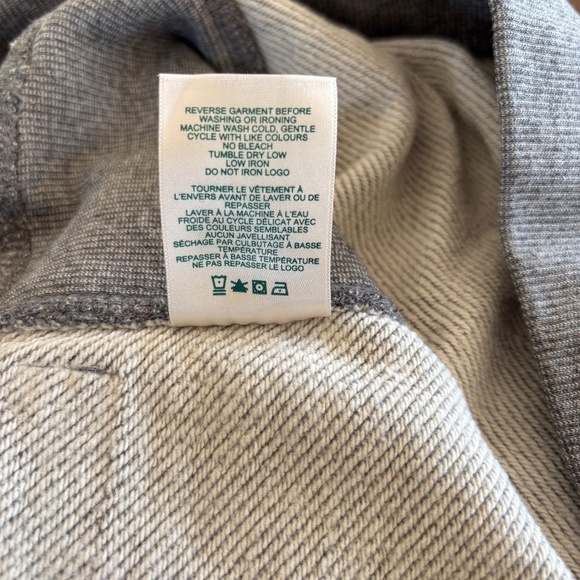 REVERSE GARMENT BEFORE
WASHING OR IRONING
MACHINE WASH COLD, GENTLE
CYCLE WITH LIKE COLOURS
NO BLEACH
TUMBLE DRY LOW
LOW IRON
DO NOT IRON LOGO
TOURNER LE VÊTEMENT À
L'ENVERS AVANT DE LAVER OU DE
REPASSER
LAVER À LA MACHINE À L'EAU
FROIDE AU CYCLE DÉLICAT AVEC
DES COULEURS SEMBLABLES
AUCUN JAVELLISANT
SÉCHAGE PAR CULBUTAGE À BASSE
TEMPÉRATURE
REPASSER À BASSE TEMPÉRATURE
NE PAS REPASSER LE LOGO